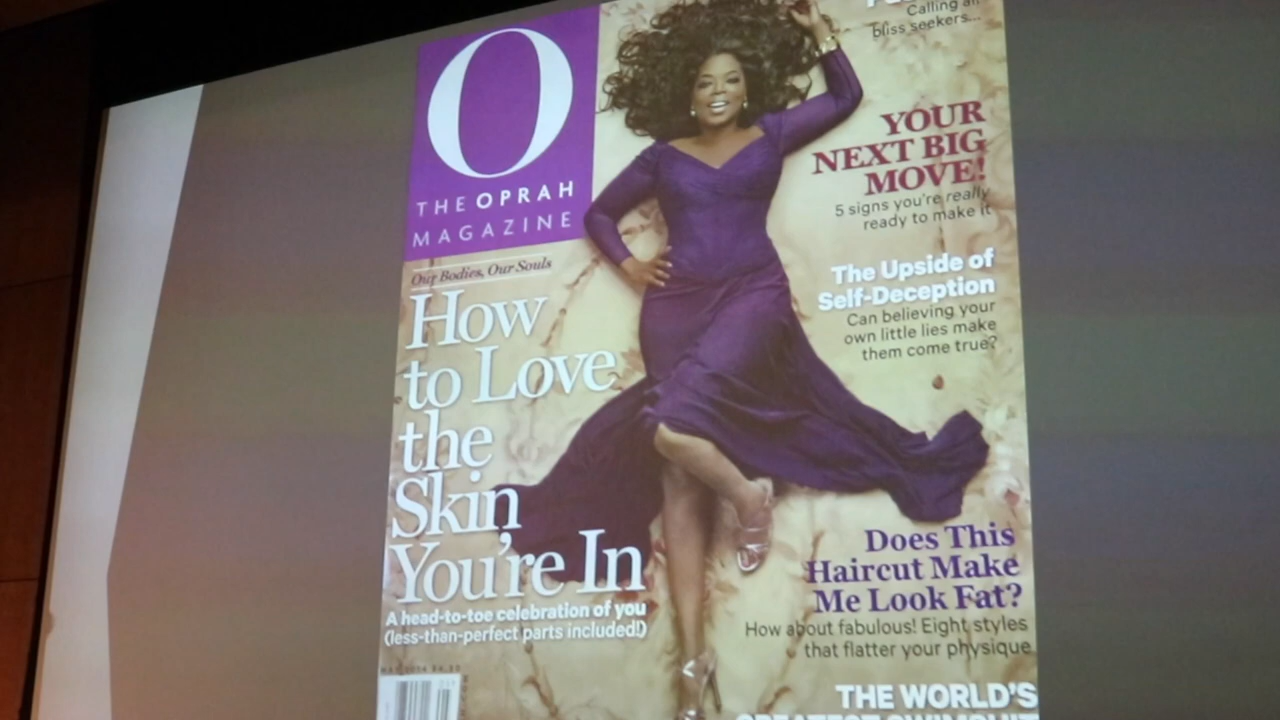 O
THE OPRAH
MAGAZINE
Our Bodies, Our Souls
How
to Love
the
Skin
You're In
A head-to-toe celebration of you
(less-than-perfect parts included!)
Calling all
bliss seekers...
YOUR
NEXT BIG
MOVE!
5 signs you're really
ready to make it
The Upside of
Self-Deception
Can believing your
own little lies make
them come true?
Does This
Haircut Make
Me Look Fat?
How about fabulous! Eight styles
that flatter your physique
THE WORLD'S
GREATEST SWIMSUIT